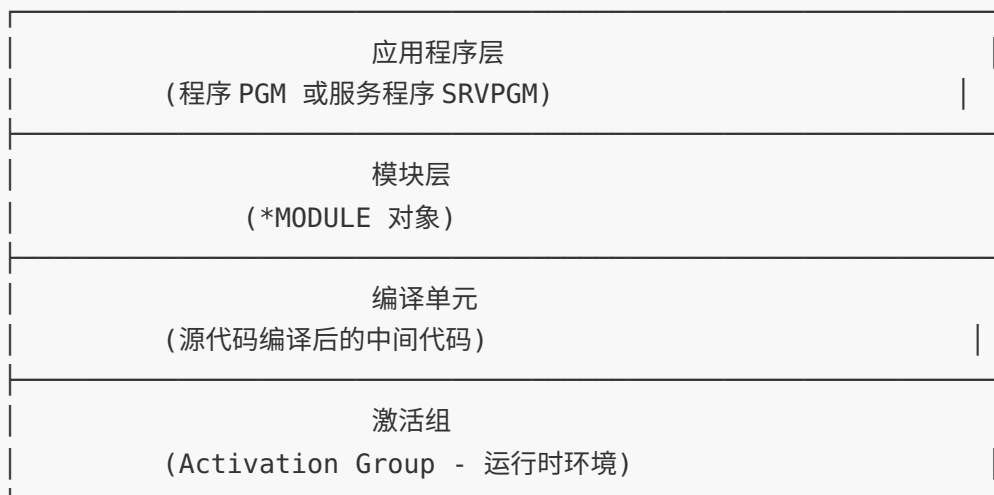 应用程序层
(程序 PGM 或服务程序 SRVPGM)
模块层
(*MODULE 对象)
编译单元
(源代码编译后的中间代码)
激活组
(Activation Group - 运行时环境)